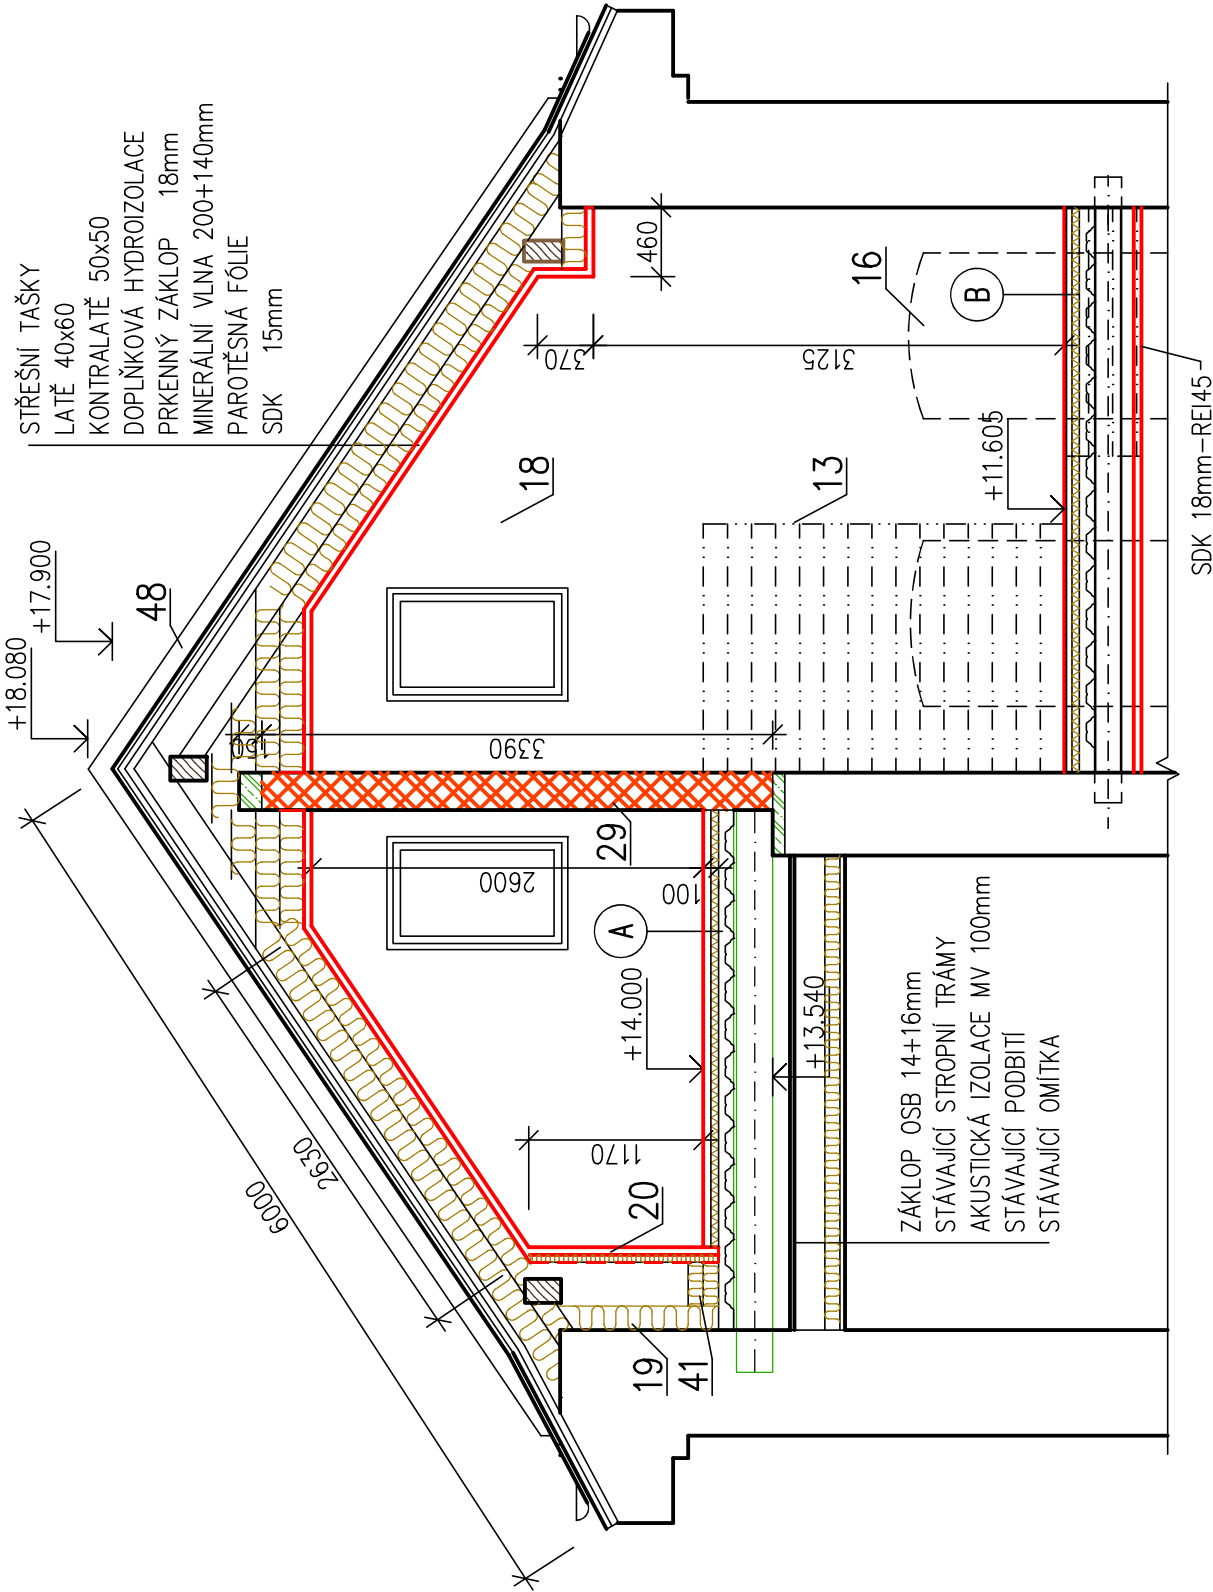 STŘEŠNÍ TAŠKY
LATĚ 40x60
KONTRALATĚ 50x50
DOPLŇKOVÁ HYDROIZOLACE
PRKENNÝ ZÁKLOP 18mm
MINERÁLNÍ VLNA 200+140mm
PAROTĚSNÁ FÓLIE
SDK 15mm
+17.900
+18.080
48
18
13
16
B
460
370
3125
+11.605
SDK 18mm-REI45
3390
150
29
2600
100
A
+14.000
+13.540
1170
20
19
41
2630
6000
ZÁKLOP OSB 14+16mm
STÁVAJÍCÍ STROPNÍ TRÁMY
AKUSTICKÁ IZOLACE MV 100mm
STÁVAJÍCÍ PODBITÍ
STÁVAJÍCÍ OMÍTKA